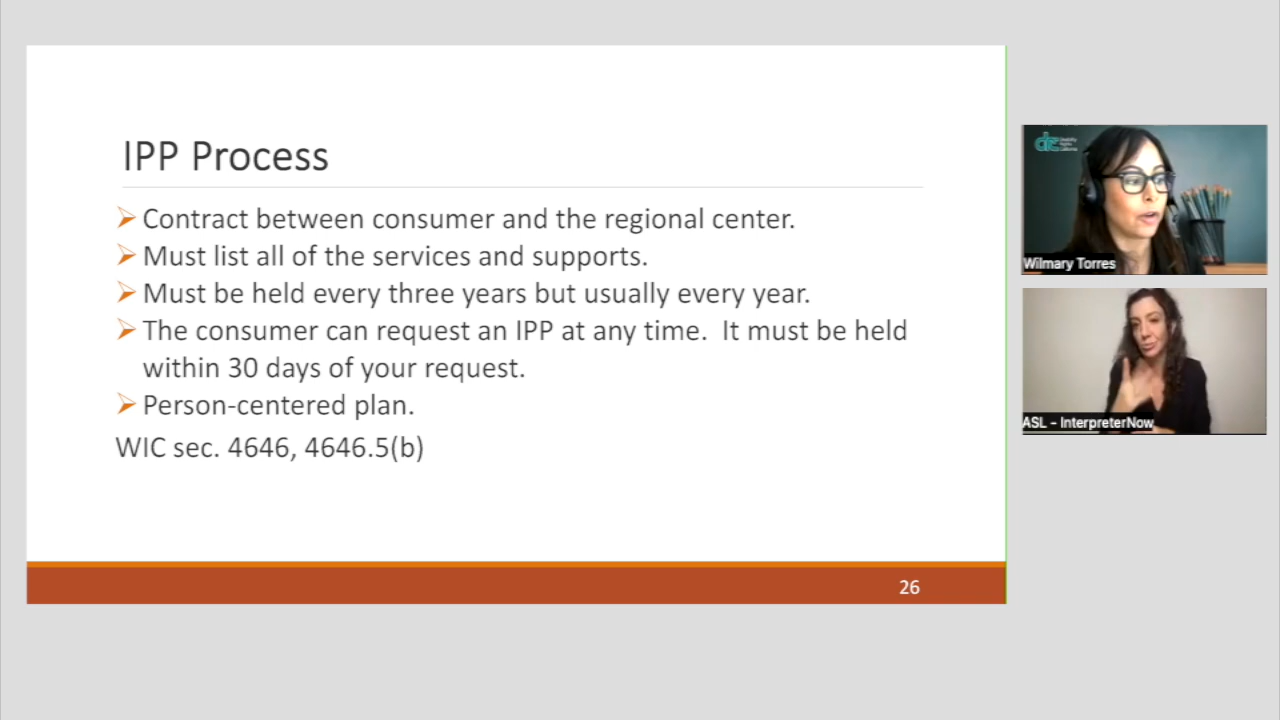 IPP Process
Contract between consumer and the regional center.
Must list all of the services and supports.
Must be held every three years but usually every year.
The consumer can request an IPP at any time.  It must be held
within 30 days of your request.
Person-centered plan.
WIC sec. 4646, 4646.5(b)
26
Disability
Rights
California
Wilmary Torres
ASL - InterpreterNow